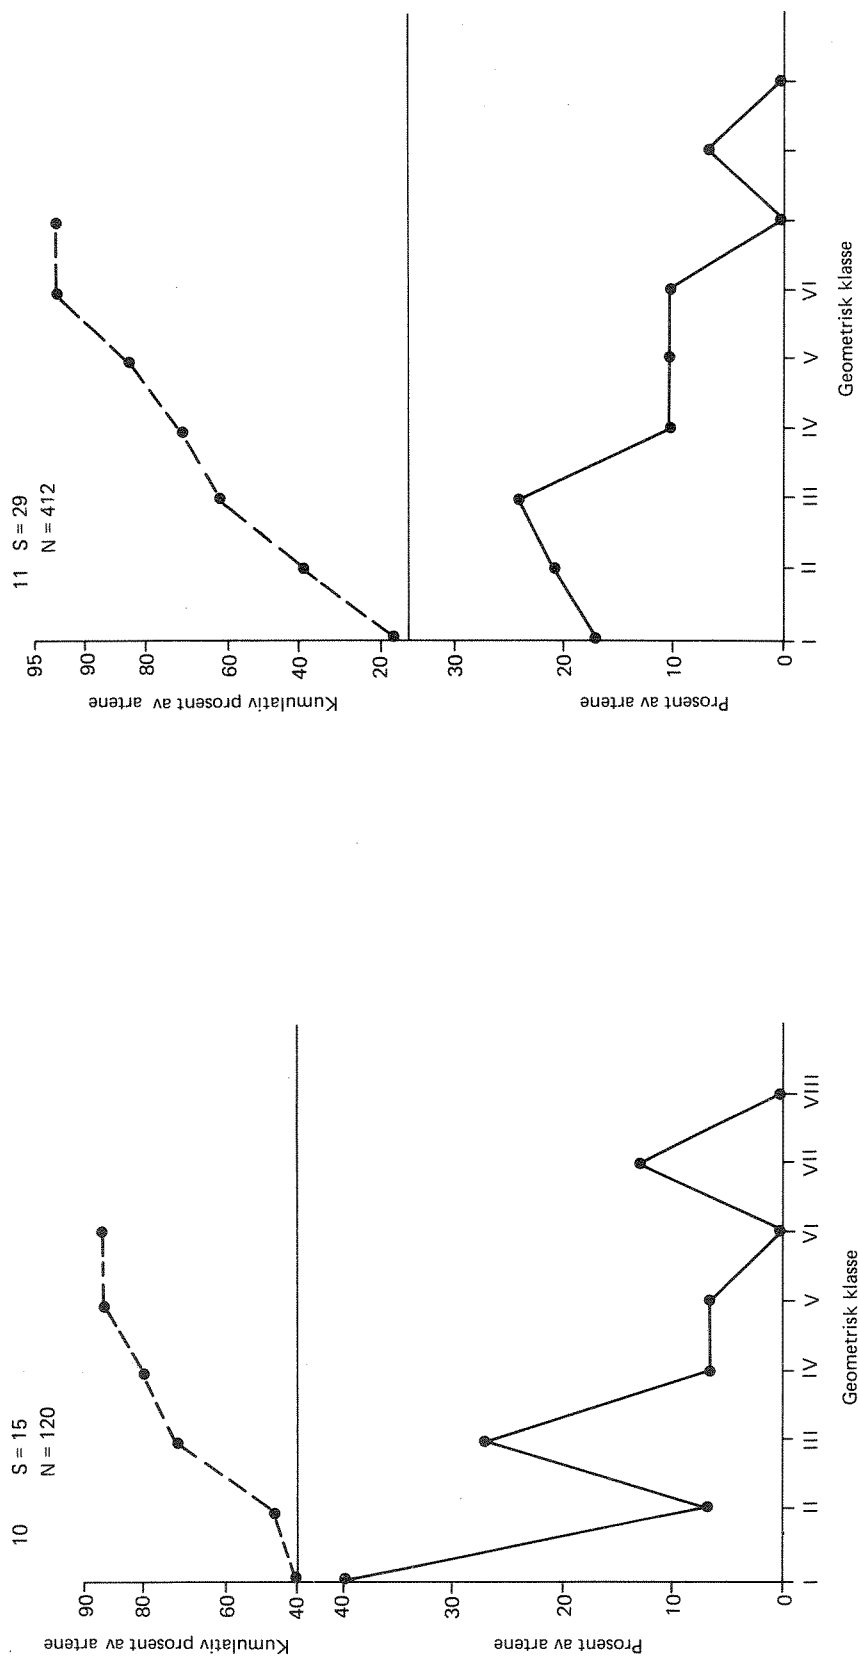 10 S = 15
N = 120
Kumulativ prosent av artene
90
80
60
40
Prosent av artene
40
30
20
10
0
I II III IV V VI VII VIII
Geometrisk klasse
11 S = 29
N = 412
Kumulativ prosent av artene
95
90
80
60
40
20
Prosent av artene
30
20
10
0
I II III IV V VI
Geometrisk klasse